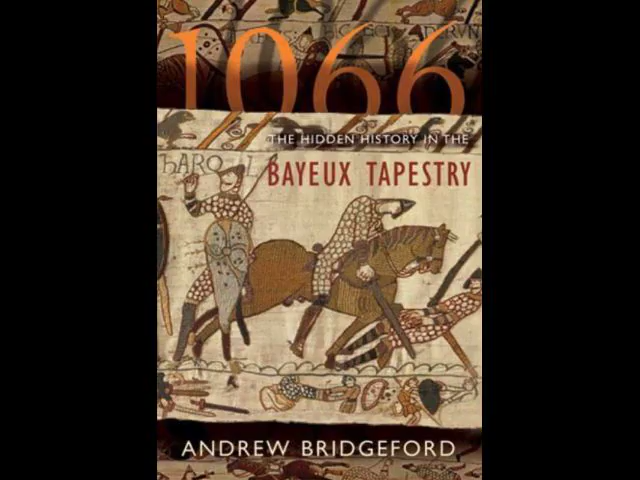 1066
THE HIDDEN HISTORY IN THE
BAYEUX TAPESTRY
hARO
ANDREW BRIDGEFORD